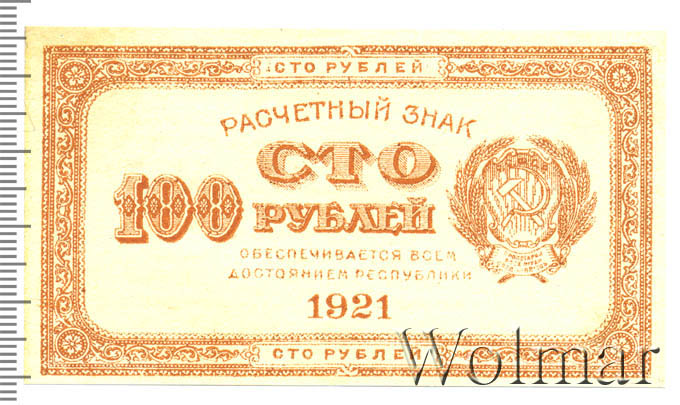 СТО РУБЛЕЙ
РАСЧЕТНЫЙ ЗНАК
100 СТО
РУБЛЕЙ
ОБЕСПЕЧИВАЕТСЯ ВСЕМ
ДОСТОЯНИЕМ РЕСПУБЛИКИ
1921
СТО РУБЛЕЙ
Wolmar